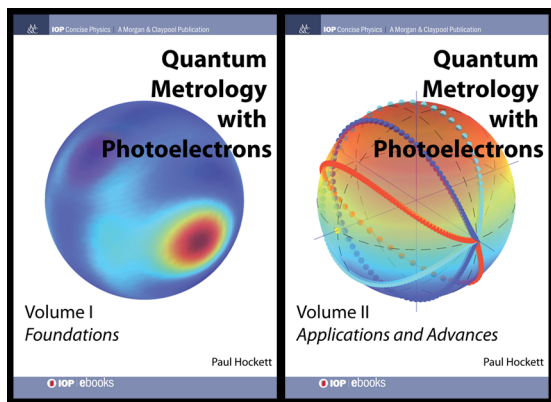 IOP Concise Physics | A Morgan & Claypool Publication
Quantum
Metrology
with
Photoelectrons
Volume I
Foundations
Paul Hockett
IOP ebooks
IOP Concise Physics | A Morgan & Claypool Publication
Quantum
Metrology
with
Photoelectrons
Volume II
Applications and Advances
Paul Hockett
IOP ebooks